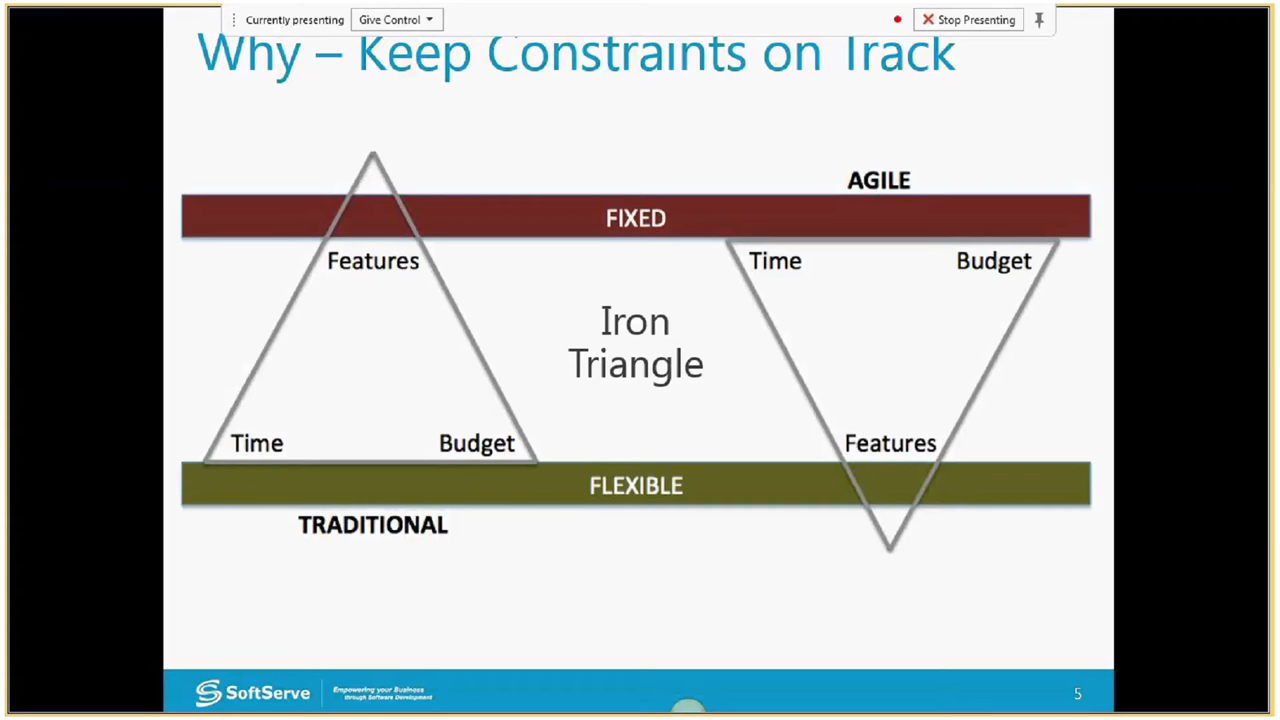 Currently presenting
Give Control
Stop Presenting
Why – Keep Constraints on Track
AGILE
FIXED
Features
Time
Budget
Iron
Triangle
Time
Budget
Features
FLEXIBLE
TRADITIONAL
SoftServe
Empowering your Business
through Software Development
5